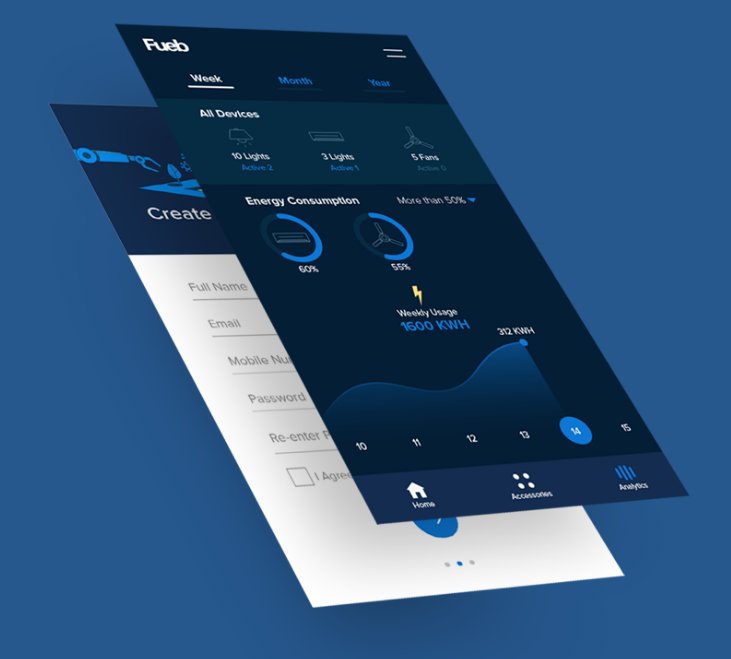 Fueb
Week Month Year
All Devices
10 Lights 3 Lights 5 Fans
Active 2 Active 1 Active 0
Energy Consumption More than 50%
60% 55%
Weekly Usage
1600 KWH
312 KWH
10 11 12 13 14 15
Home Accessories Analytics
Create
Full Name
Email
Mobile Nu
Password
Re-enter
I Agree